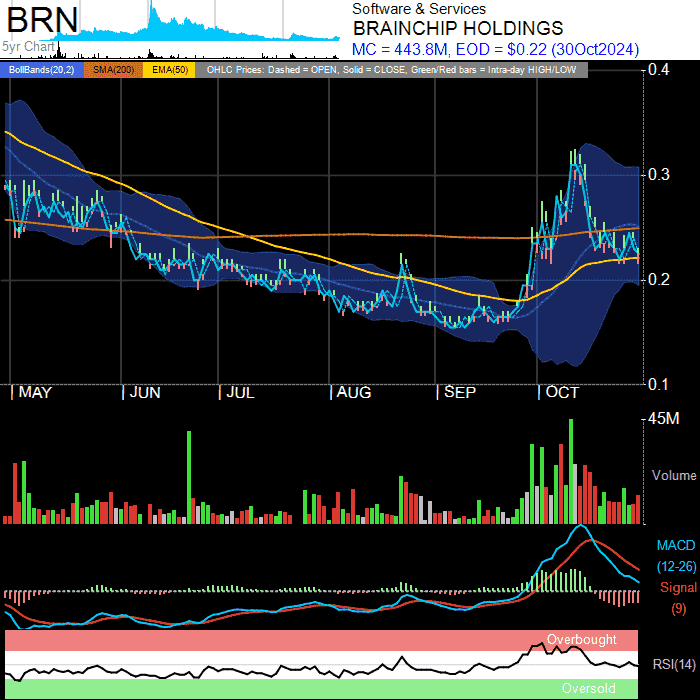 BRN
Software & Services
BRAINCHIP HOLDINGS
MC = 443.8M, EOD = $0.22 (30Oct2024)
5yr Chart
BollBands(20,2) SMA(200) EMA(50) OHLC Prices: Dashed = OPEN, Solid = CLOSE, Green/Red bars = Intra-day HIGH/LOW
0.4
0.3
0.2
0.1
| MAY | JUN | JUL | AUG | SEP | OCT
45M
Volume
MACD
(12-26)
Signal
(9)
Overbought
RSI(14)
Oversold